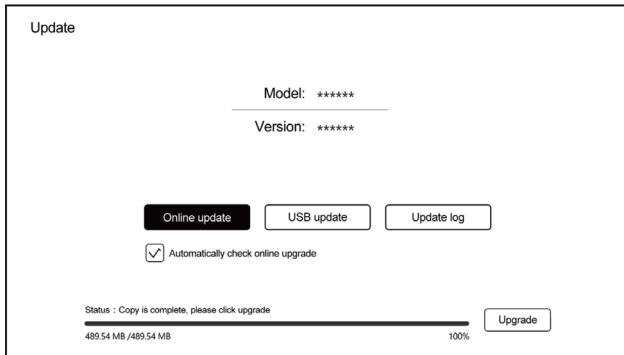 Update
Model: ******
Version: ******
Online update
USB update
Update log
Automatically check online upgrade
Status : Copy is complete, please click upgrade
Upgrade
489.54 MB /489.54 MB
100%